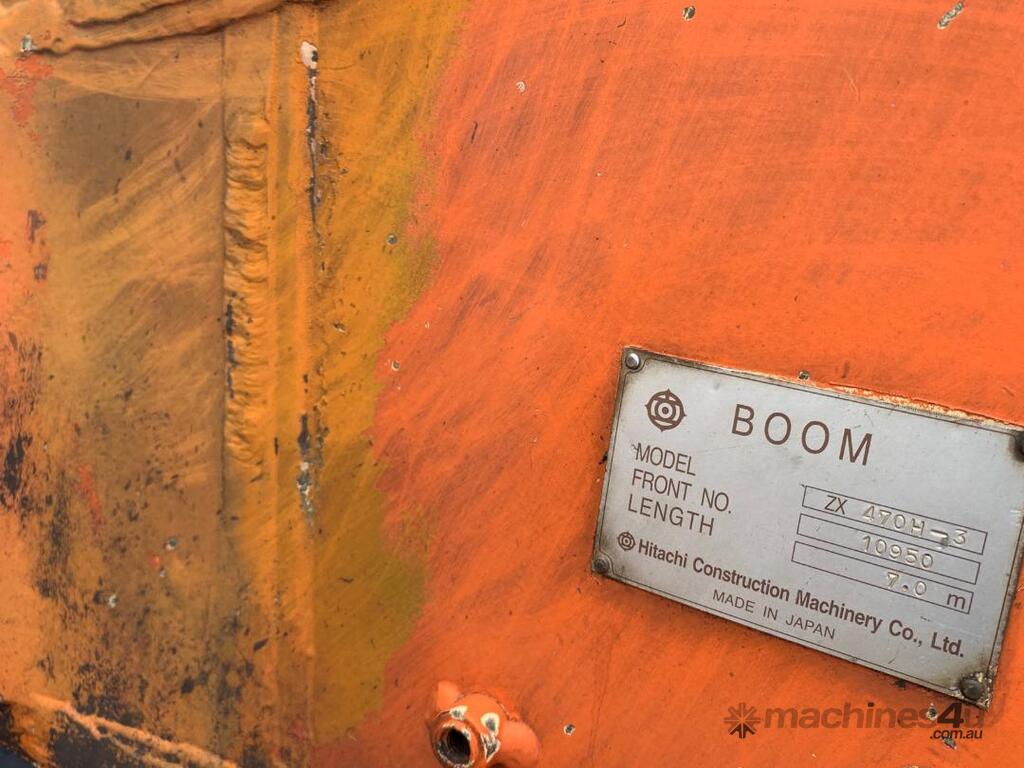 BOOM
MODEL ZX 470H-3
FRONT NO. 10950
LENGTH 7.0 m
Hitachi Construction Machinery Co., Ltd.
MADE IN JAPAN
machines4u
.com.au